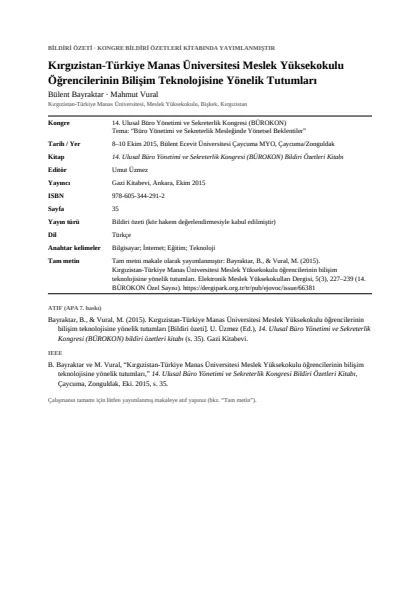 BİLDİRİ ÖZETİ · KONGRE BİLDİRİ ÖZETLERİ KİTABINDA YAYIMLANMIŞTIR
Kırgızistan-Türkiye Manas Üniversitesi Meslek Yüksekokulu
Öğrencilerinin Bilişim Teknolojisine Yönelik Tutumları
Bülent Bayraktar · Mahmut Vural
Kırgızistan-Türkiye Manas Üniversitesi, Meslek Yüksekokulu, Bişkek, Kırgızistan
Kongre 14. Ulusal Büro Yönetimi ve Sekreterlik Kongresi (BÜROKON)
Tema: “Büro Yönetimi ve Sekreterlik Mesleğinde Yönetsel Beklentiler”
Tarih / Yer 8–10 Ekim 2015, Bülent Ecevit Üniversitesi Çaycuma MYO, Çaycuma/Zonguldak
Kitap 14. Ulusal Büro Yönetimi ve Sekreterlik Kongresi (BÜROKON) Bildiri Özetleri Kitabı
Editör Umut Üzmez
Yayıncı Gazi Kitabevi, Ankara, Ekim 2015
ISBN 978-605-344-291-2
Sayfa 35
Yayın türü Bildiri özeti (kör hakem değerlendirmesiyle kabul edilmiştir)
Dil Türkçe
Anahtar kelimeler Bilgisayar; İnternet; Eğitim; Teknoloji
Tam metin Tam metni makale olarak yayımlanmıştır: Bayraktar, B., & Vural, M. (2015).
Kırgızistan-Türkiye Manas Üniversitesi Meslek Yüksekokulu öğrencilerinin bilişim
teknolojisine yönelik tutumları. Elektronik Meslek Yüksekokulları Dergisi, 5(3), 227–239 (14.
BÜROKON Özel Sayısı). https://dergipark.org.tr/tr/pub/ejovoc/issue/66381
ATIF (APA 7. baskı)
Bayraktar, B., & Vural, M. (2015). Kırgızistan-Türkiye Manas Üniversitesi Meslek Yüksekokulu öğrencilerinin
bilişim teknolojisine yönelik tutumları [Bildiri özeti]. U. Üzmez (Ed.), 14. Ulusal Büro Yönetimi ve Sekreterlik
Kongresi (BÜROKON) bildiri özetleri kitabı (s. 35). Gazi Kitabevi.
IEEE
B. Bayraktar ve M. Vural, “Kırgızistan-Türkiye Manas Üniversitesi Meslek Yüksekokulu öğrencilerinin bilişim
teknolojisine yönelik tutumları,” 14. Ulusal Büro Yönetimi ve Sekreterlik Kongresi Bildiri Özetleri Kitabı,
Çaycuma, Zonguldak, Eki. 2015, s. 35.
Çalışmanın tamamı için lütfen yayımlanmış makaleye atıf yapınız (bkz. “Tam metin”).